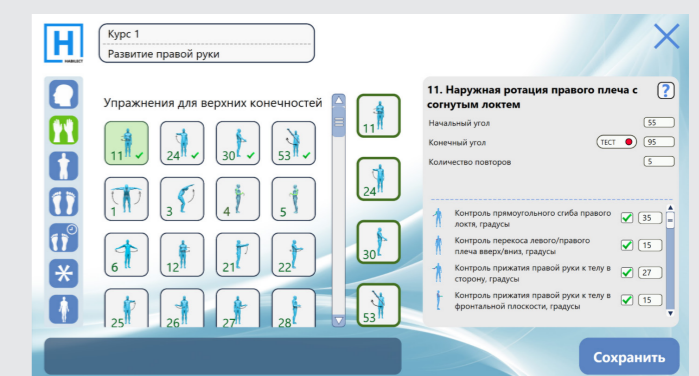 H
HABILECT
Курс 1
Развитие правой руки
Упражнения для верхних конечностей
11
24
30
53
1
3
4
5
6
12
21
22
25
26
27
28
11
24
30
53
11. Наружная ротация правого плеча с
согнутым локтем
?
Начальный угол 55
Конечный угол ТЕСТ 95
Количество повторов 5
Контроль прямоугольного сгиба правого
локтя, градусы 35
Контроль перекоса левого/правого
плеча вверх/вниз, градусы 15
Контроль прижатия правой руки к телу в
сторону, градусы 27
Контроль прижатия правой руки к телу в
фронтальной плоскости, градусы 15
Сохранить